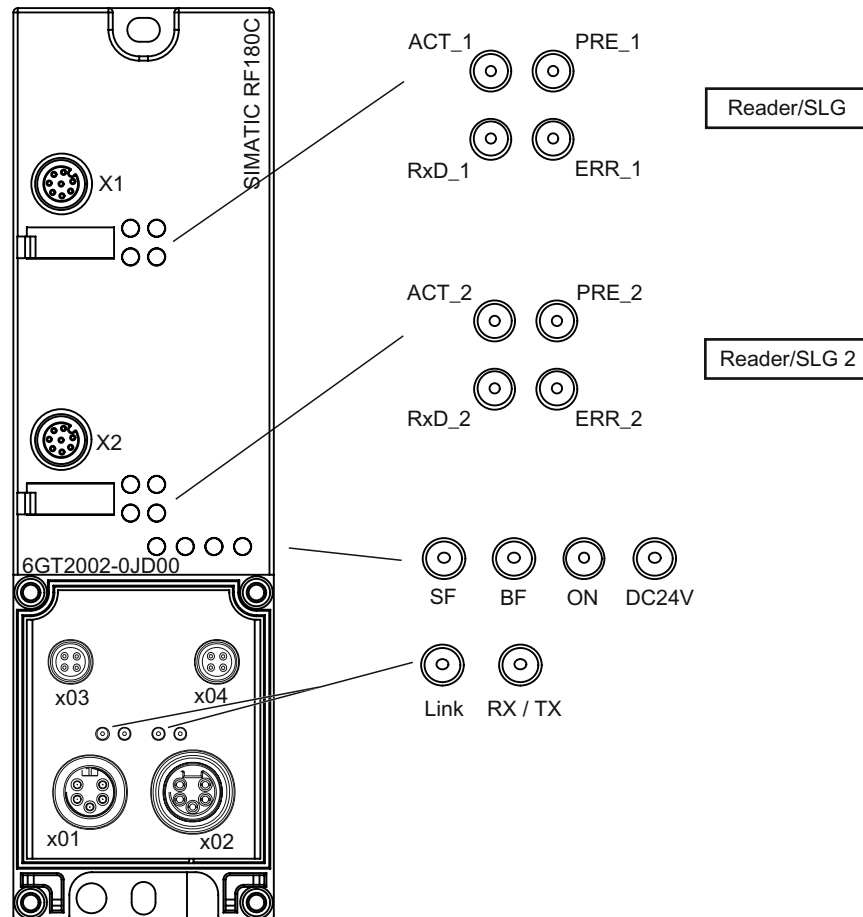 SIMATIC RF180C
ACT_1
PRE_1
RxD_1
ERR_1
Reader/SLG
X1
ACT_2
PRE_2
RxD_2
ERR_2
Reader/SLG 2
X2
6GT2002-0JD00
SF
BF
ON
DC24V
x03
x04
Link
RX / TX
x01
x02